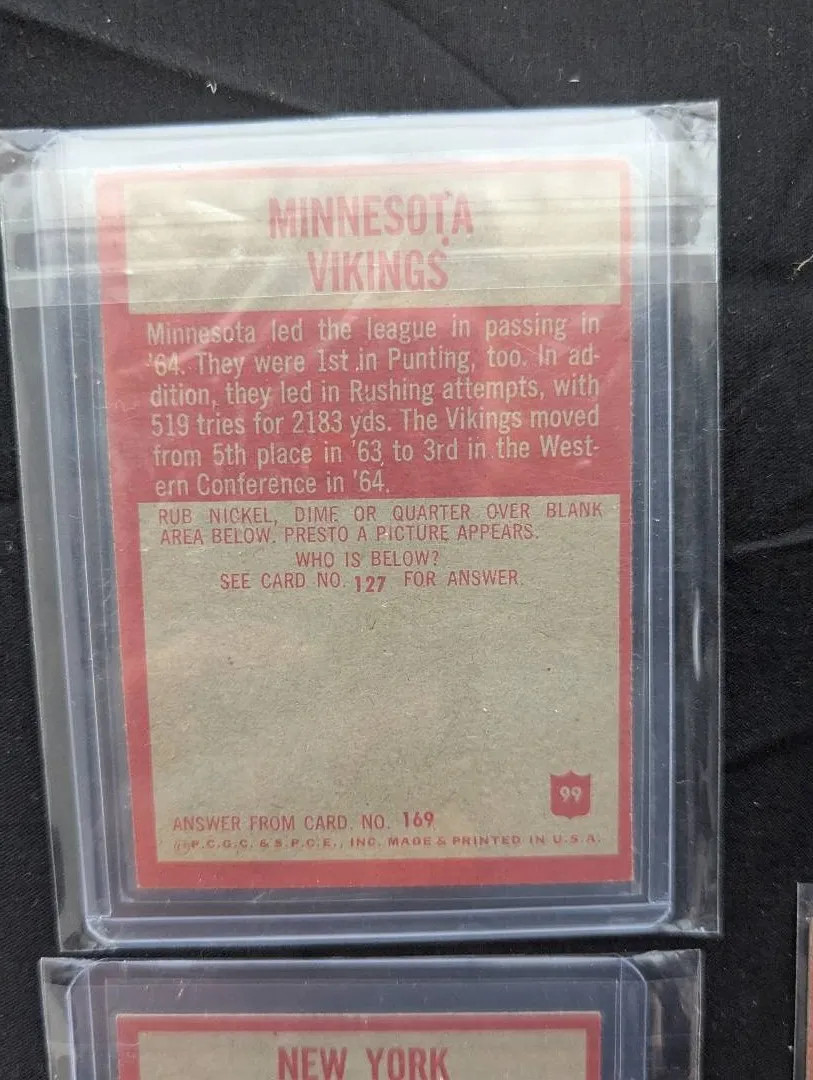 MINNESOTA
VIKINGS
Minnesota led the league in passing in
'64. They were 1st in Punting, too. In ad-
dition, they led in Rushing attempts, with
519 tries for 2183 yds. The Vikings moved
from 5th place in '63, to 3rd in the West-
ern Conference in '64.
RUB NICKEL, DIME OR QUARTER OVER BLANK
AREA BELOW. PRESTO A PICTURE APPEARS.
WHO IS BELOW?
SEE CARD NO. 127 FOR ANSWER.
99
ANSWER FROM CARD NO. 169
©P.C.G.C. & S.P.C.E., INC. MADE & PRINTED IN U.S.A.
NEW YORK